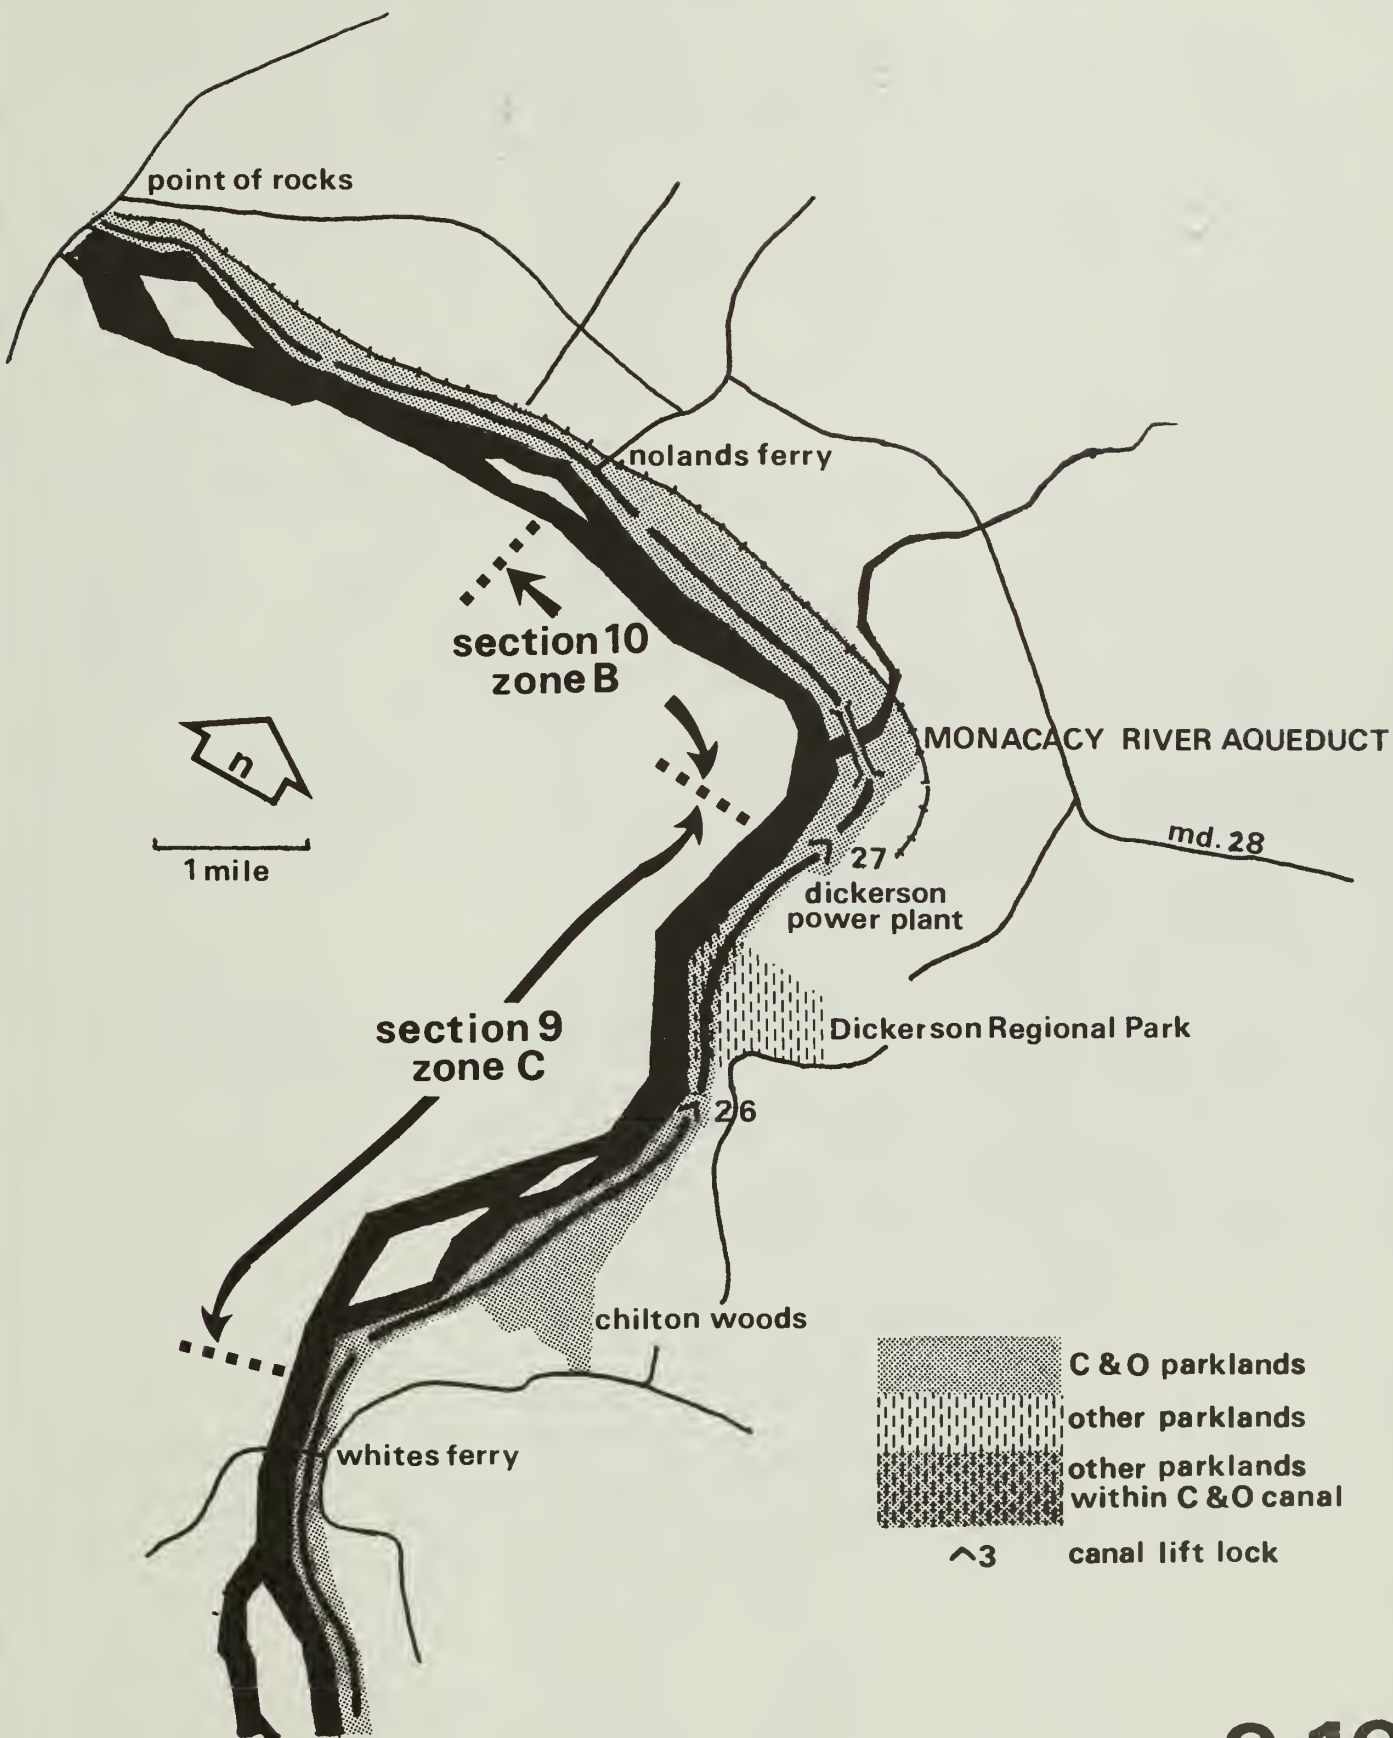 point of rocks
nolands ferry
section 10
zone B
MONACACY RIVER AQUEDUCT
n
1 mile
md. 28
27
dickerson
power plant
section 9
zone C
Dickerson Regional Park
26
chilton woods
whites ferry
C & O parklands
other parklands
other parklands
within C & O canal
^3 canal lift lock